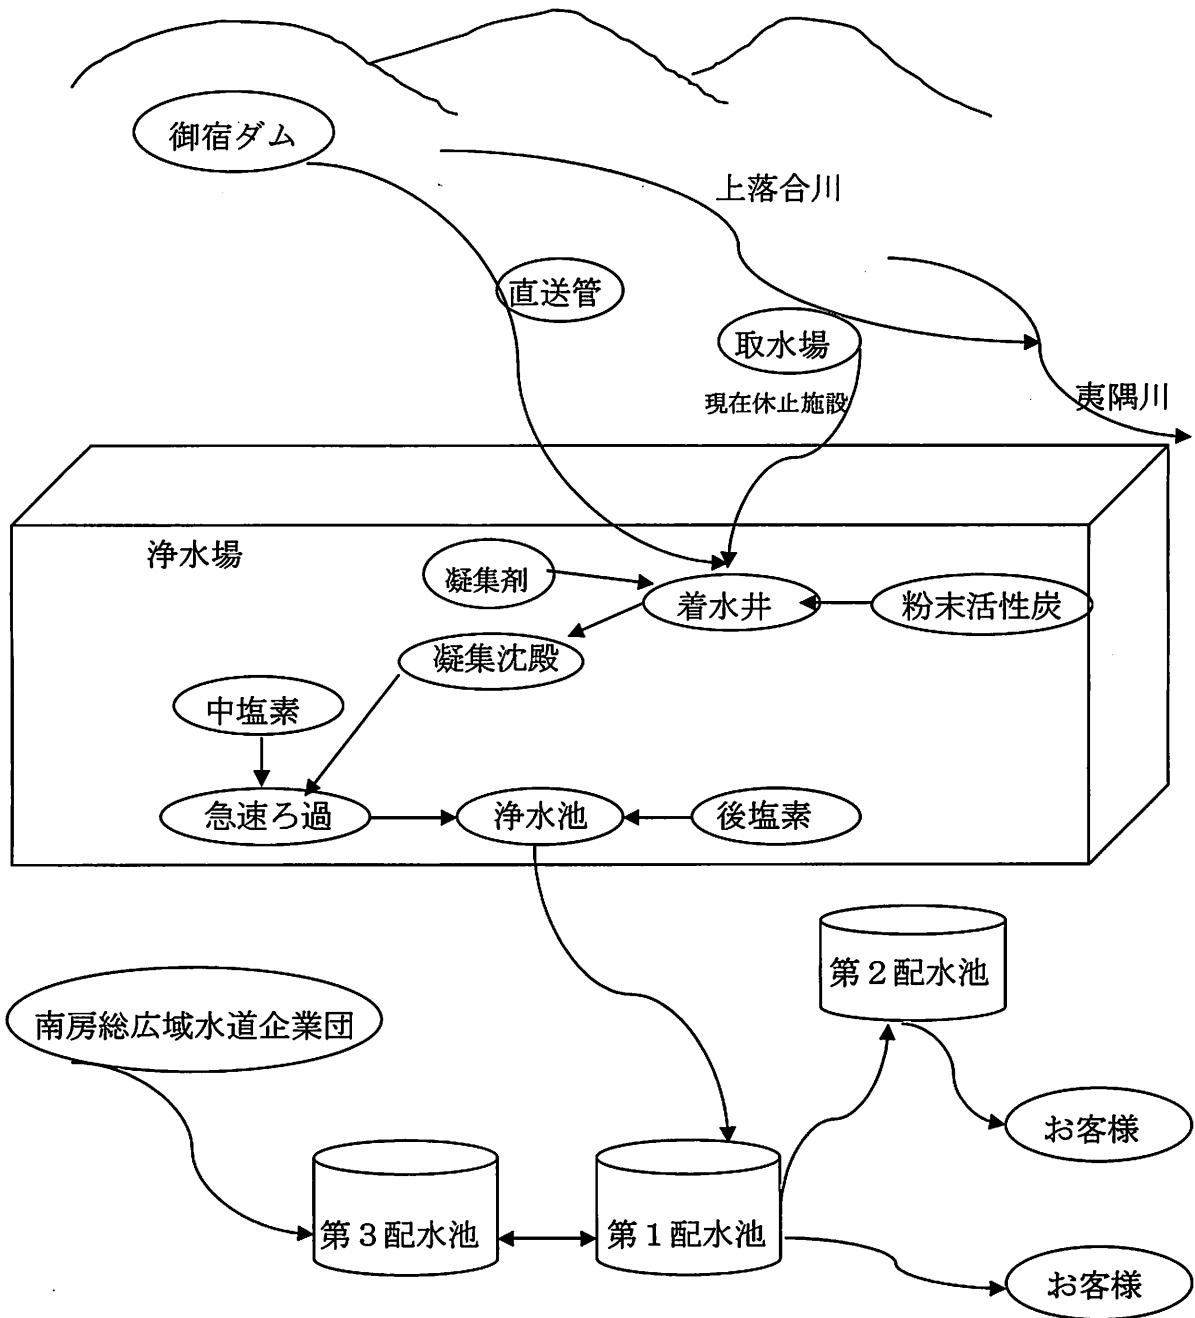 御宿ダム
上落合川
直送管
取水場
現在休止施設
夷隅川
浄水場
凝集剤
着水井
粉末活性炭
凝集沈殿
中塩素
急速ろ過
浄水池
後塩素
第２配水池
南房総広域水道企業団
お客様
第３配水池
第１配水池
お客様